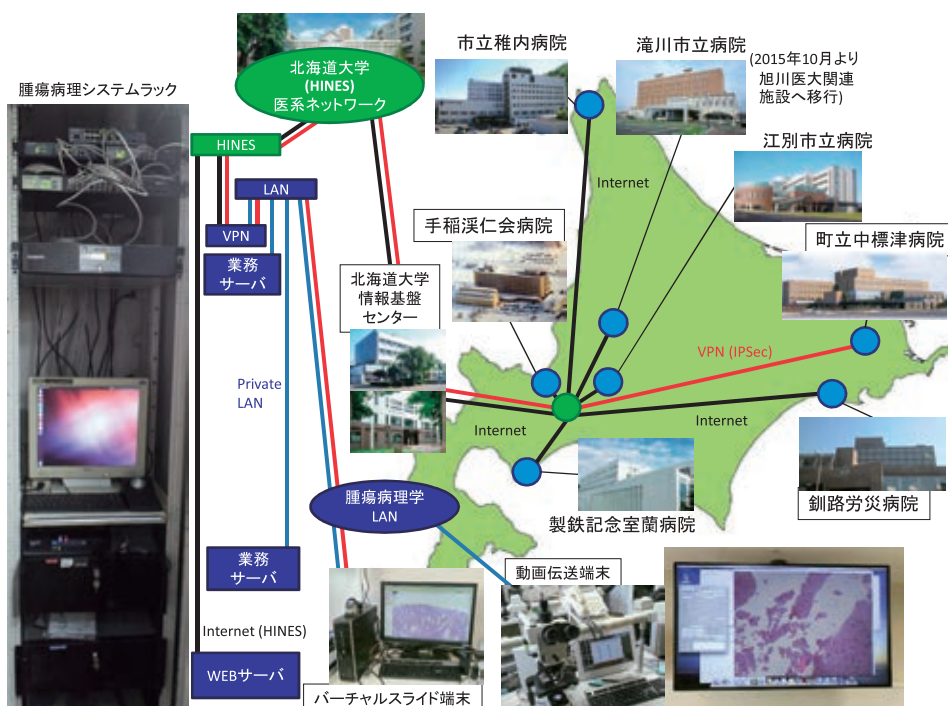 腫瘍病理システムラック
北海道大学
(HINES)
医系ネットワーク
HINES
LAN
VPN
業務
サーバ
Private
LAN
業務
サーバ
Internet (HINES)
WEBサーバ
北海道大学
情報基盤
センター
腫瘍病理学
LAN
バーチャルスライド端末
動画伝送端末
市立稚内病院
滝川市立病院
(2015年10月より
旭川医大関連
施設へ移行)
江別市立病院
手稲渓仁会病院
町立中標津病院
Internet
VPN (IPSec)
Internet
Internet
製鉄記念室蘭病院
釧路労災病院